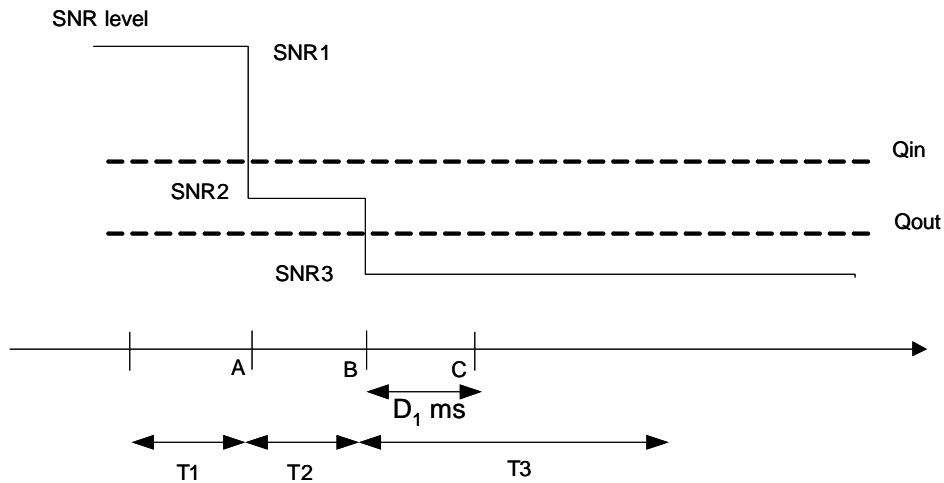 SNR level
SNR1
Qin
SNR2
Qout
SNR3
A
B
C
D₁ ms
T1
T2
T3